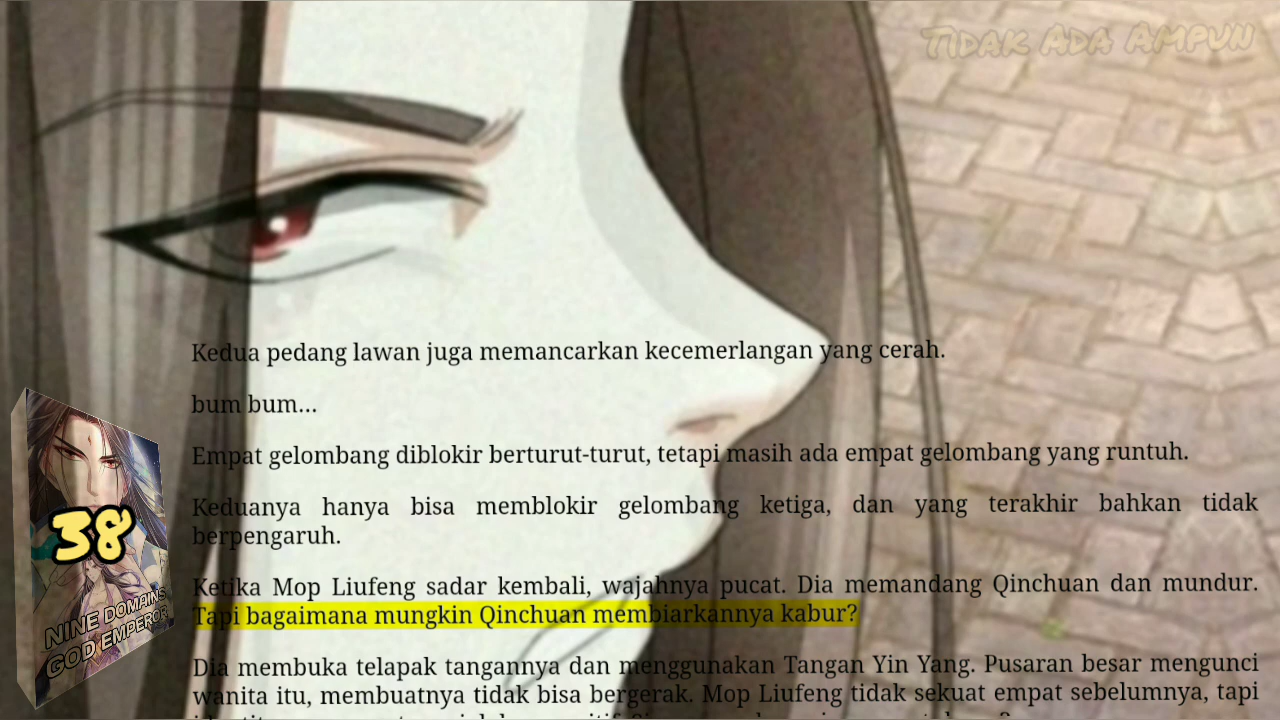 TIDAK ADA AMPUN
Kedua pedang lawan juga memancarkan kecemerlangan yang cerah.
bum bum...
Empat gelombang diblokir berturut-turut, tetapi masih ada empat gelombang yang runtuh.
Keduanya hanya bisa memblokir gelombang ketiga, dan yang terakhir bahkan tidak
berpengaruh.
Ketika Mop Liufeng sadar kembali, wajahnya pucat. Dia memandang Qinchuan dan mundur.
Tapi bagaimana mungkin Qinchuan membiarkannya kabur?
Dia membuka telapak tangannya dan menggunakan Tangan Yin Yang. Pusaran besar mengunci
wanita itu, membuatnya tidak bisa bergerak. Mop Liufeng tidak sekuat empat sebelumnya, tapi
38
NINE DOMAINS
GOD EMPEROR